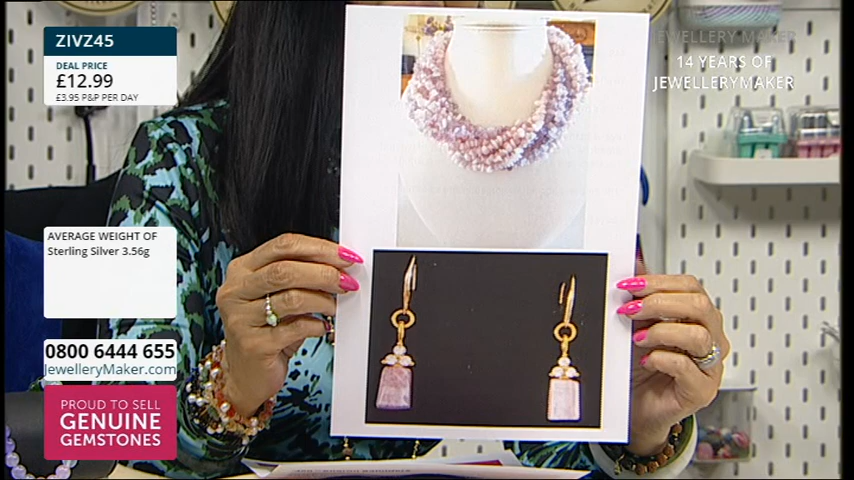 ZIVZ45
DEAL PRICE
£12.99
£3.95 P&P PER DAY
JEWELLERY MAKER
14 YEARS OF
JEWELLERYMAKER
AVERAGE WEIGHT OF
Sterling Silver 3.56g
0800 6444 655
JewelleryMaker.com
PROUD TO SELL
GENUINE
GEMSTONES